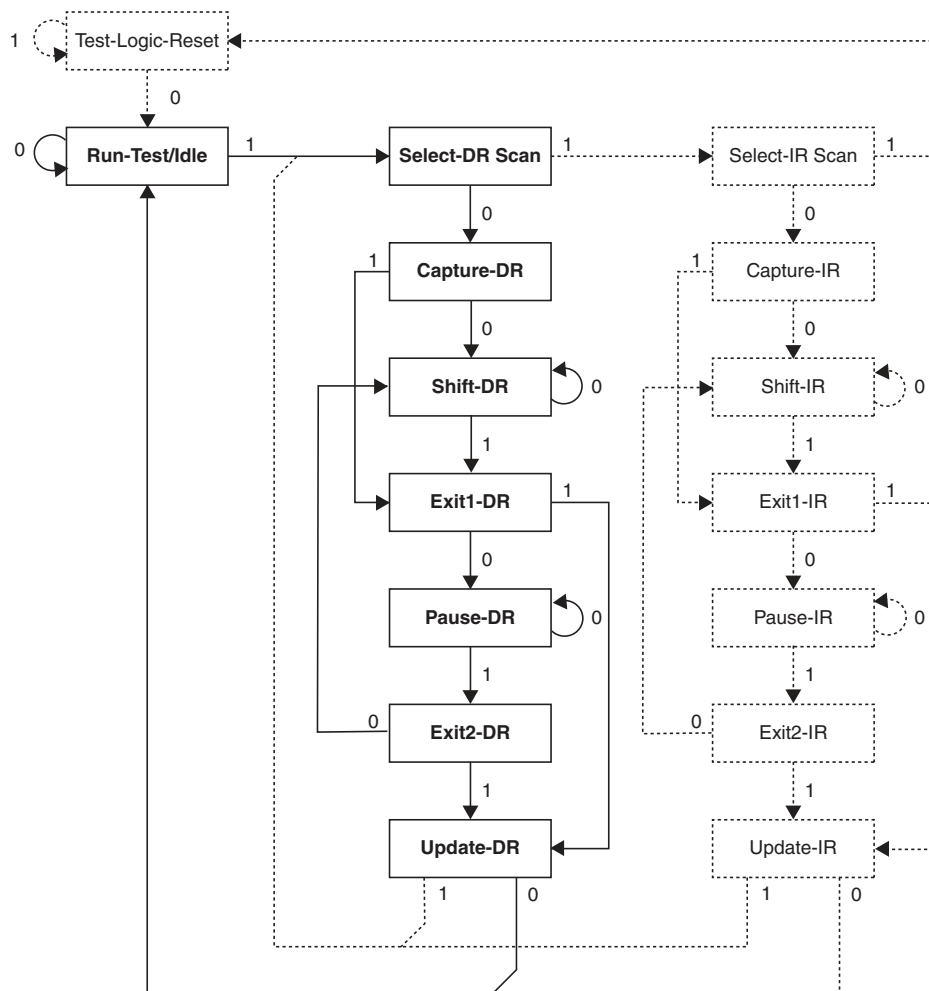 1 Test-Logic-Reset
0
0 Run-Test/Idle 1 Select-DR Scan 1 Select-IR Scan 1
0 0
1 Capture-DR 1 Capture-IR
0 0
Shift-DR 0 Shift-IR 0
1 1
Exit1-DR 1 Exit1-IR 1
0 0
Pause-DR 0 Pause-IR 0
1 1
0 Exit2-DR 0 Exit2-IR
1 1
Update-DR Update-IR
1 0 1 0